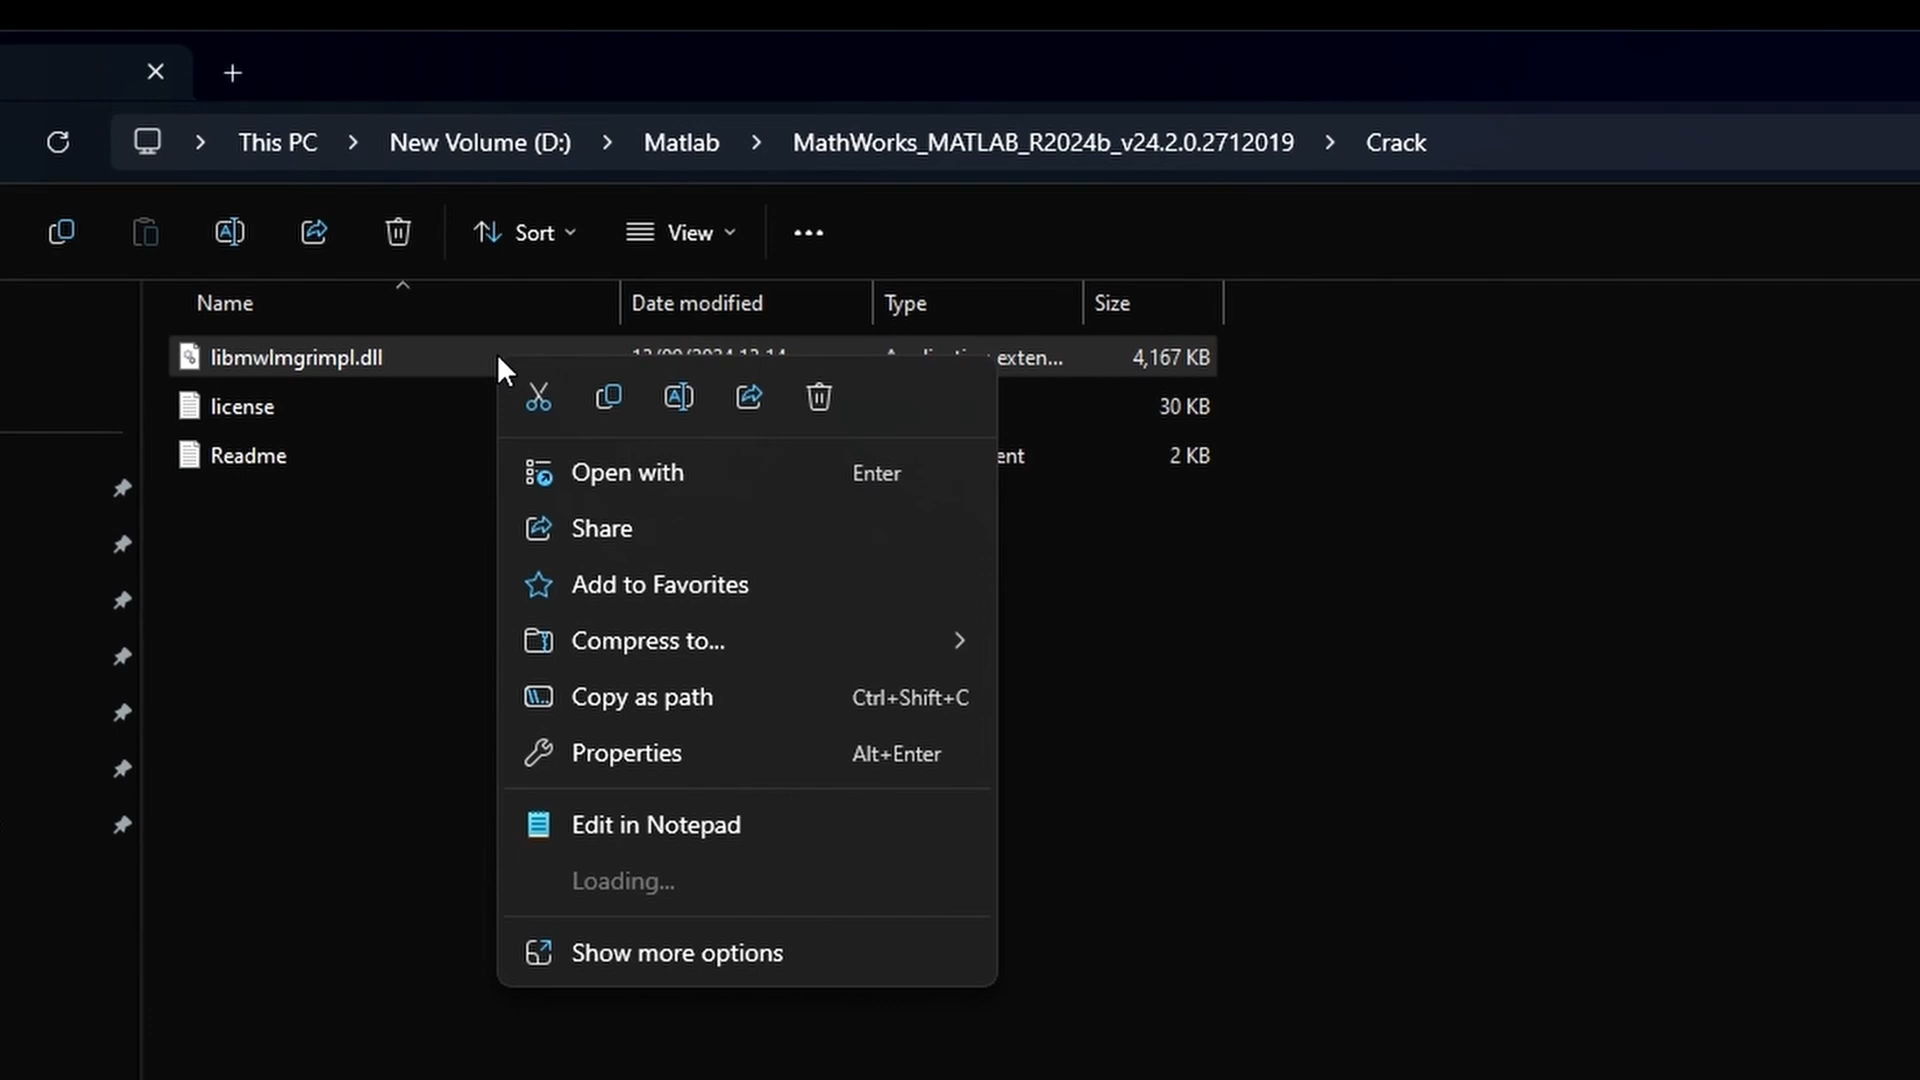 This PC > New Volume (D:) > Matlab > MathWorks_MATLAB_R2024b_v24.2.0.2712019 > Crack
Sort View
Name Date modified Type Size
libmwlmgrimpl.dll exten... 4,167 KB
license 30 KB
Readme ent 2 KB
Open with Enter
Share
Add to Favorites
Compress to...
Copy as path Ctrl+Shift+C
Properties Alt+Enter
Edit in Notepad
Loading...
Show more options